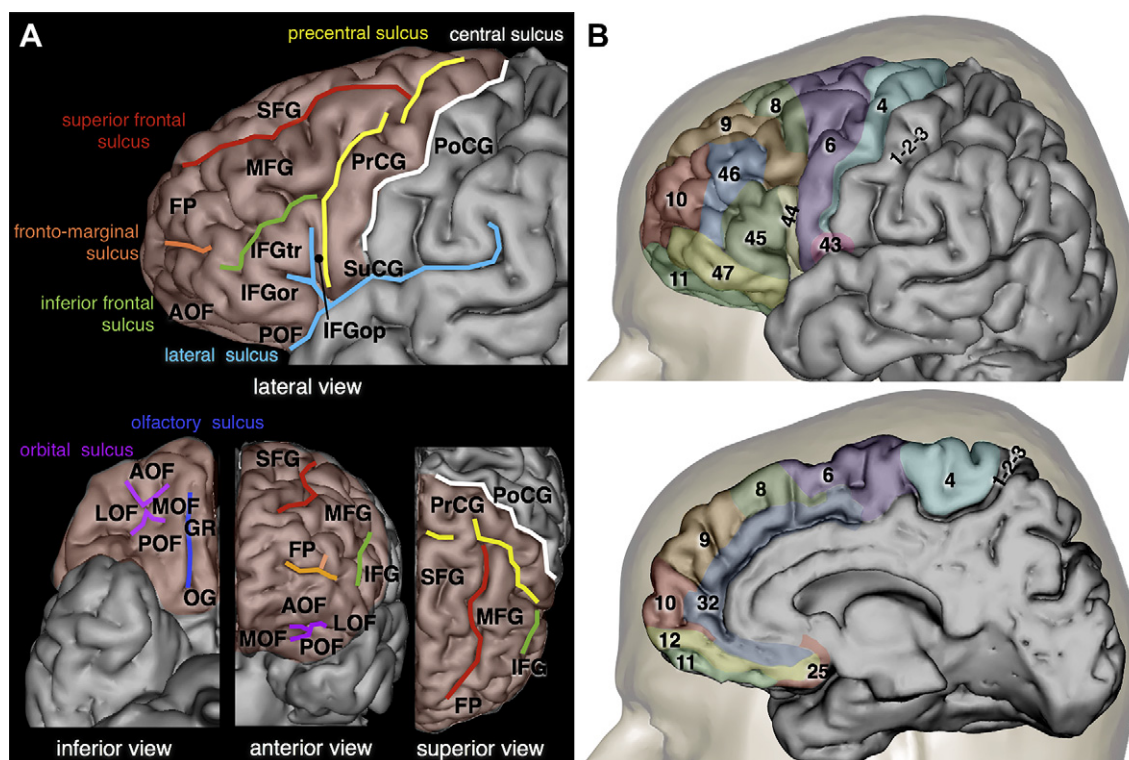 A
precentral sulcus
central sulcus
superior frontal
sulcus
SFG
MFG
PrCG
PoCG
FP
fronto-marginal
sulcus
IFGtr
SuCG
IFGor
inferior frontal
sulcus
AOF
POF
IFGop
lateral sulcus
lateral view
olfactory sulcus
orbital sulcus
AOF
MOF
LOF
GR
POF
OG
inferior view
SFG
MFG
FP
IFG
AOF
LOF
MOF
POF
anterior view
PoCG
PrCG
SFG
MFG
IFG
FP
superior view
B
8
4
9
6
1-2-3
46
10
44
45
43
11
47
6
8
4
1-2-3
9
10
32
12
11
25